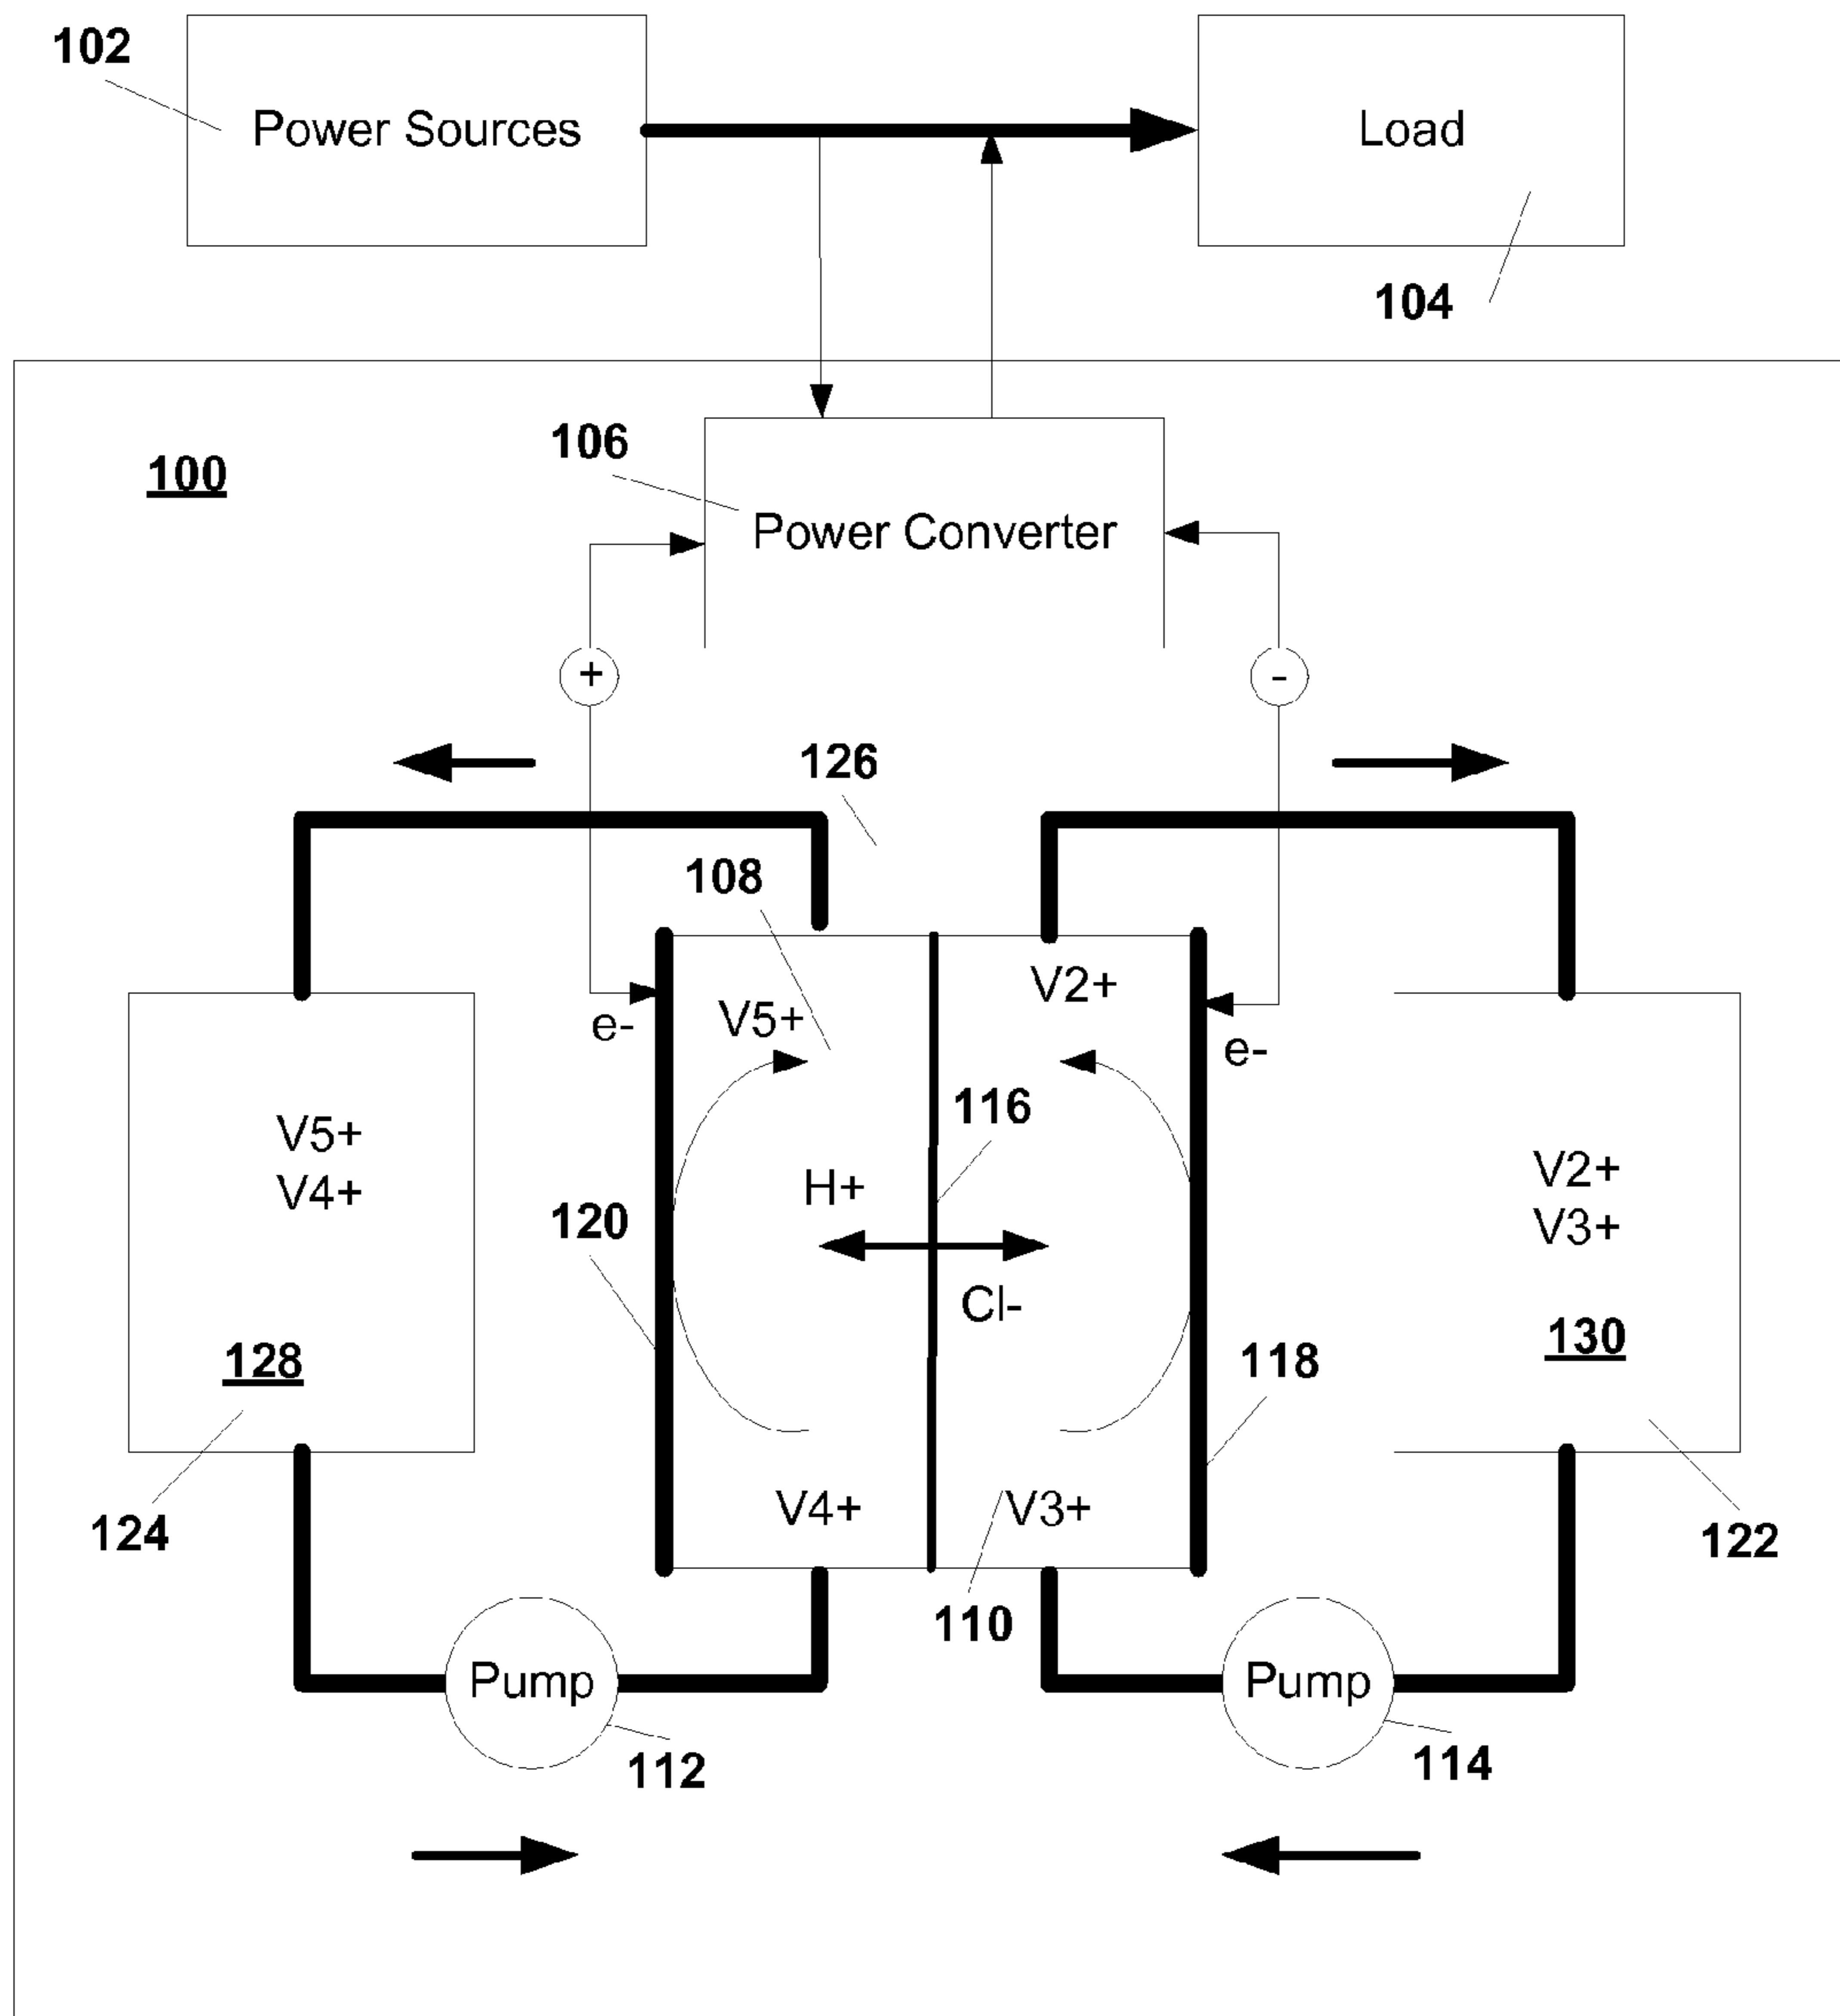 102
Power Sources
Load
104
106
100
Power Converter
+
-
126
108
V2+
V5+
e-
e-
116
V5+
V4+
H+
V2+
V3+
120
Cl-
128
130
118
V4+
V3+
124
122
110
Pump
Pump
112
114